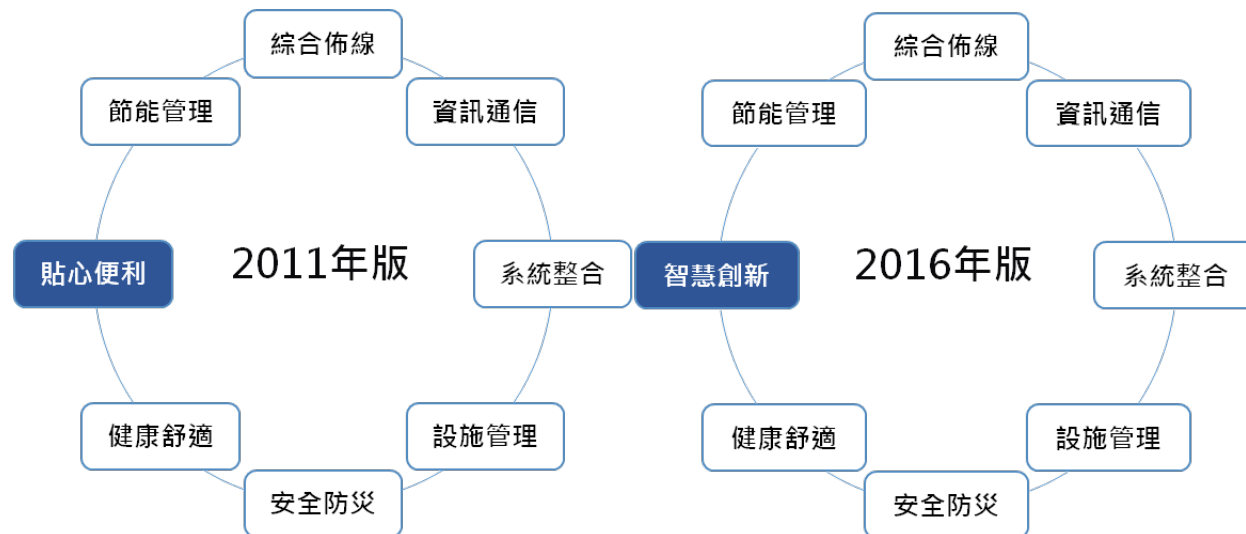 綜合佈線
節能管理
資訊通信
貼心便利
2011年版
系統整合
健康舒適
設施管理
安全防災
綜合佈線
節能管理
資訊通信
智慧創新
2016年版
系統整合
健康舒適
設施管理
安全防災